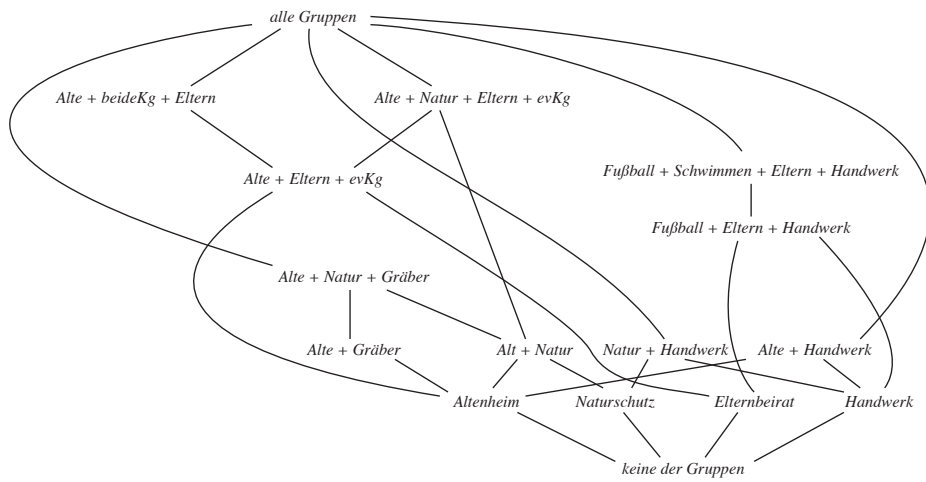 alle Gruppen
Alte + beideKg + Eltern
Alte + Natur + Eltern + evKg
Fußball + Schwimmen + Eltern + Handwerk
Alte + Eltern + evKg
Fußball + Eltern + Handwerk
Alte + Natur + Gräber
Alte + Gräber
Alt + Natur
Natur + Handwerk
Alte + Handwerk
Altenheim
Naturschutz
Elternbeirat
Handwerk
keine der Gruppen